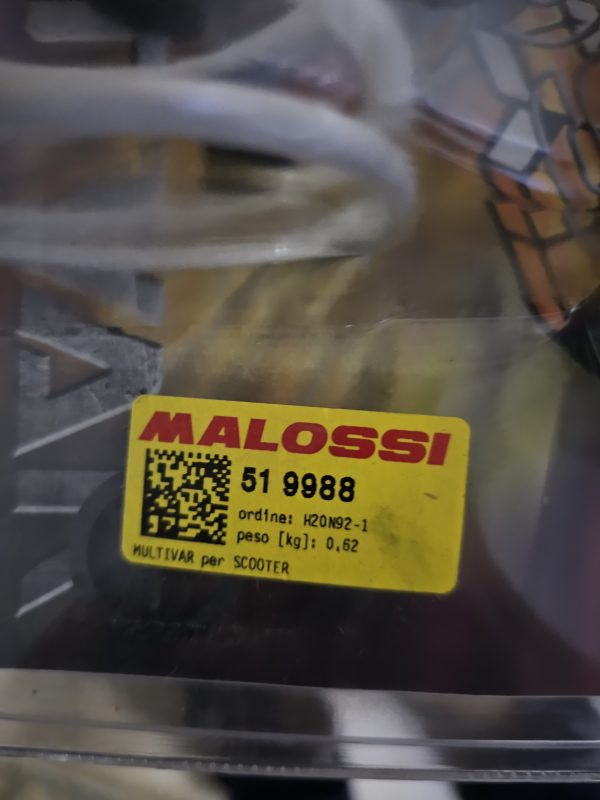 MALOSSI
51 9988
ordine: H20N92-1
peso [kg]: 0,62
MULTIVAR per SCOOTER